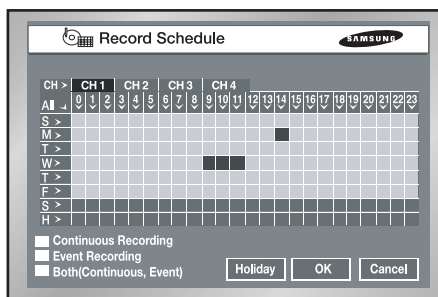 Record Schedule
SAMSUNG
CH > CH 1 CH 2 CH 3 CH 4
All 0 1 2 3 4 5 6 7 8 9 10 11 12 13 14 15 16 17 18 19 20 21 22 23
S >
M >
T >
W >
T >
F >
S >
H >
Continuous Recording
Event Recording
Both(Continuous, Event)
Holiday OK Cancel